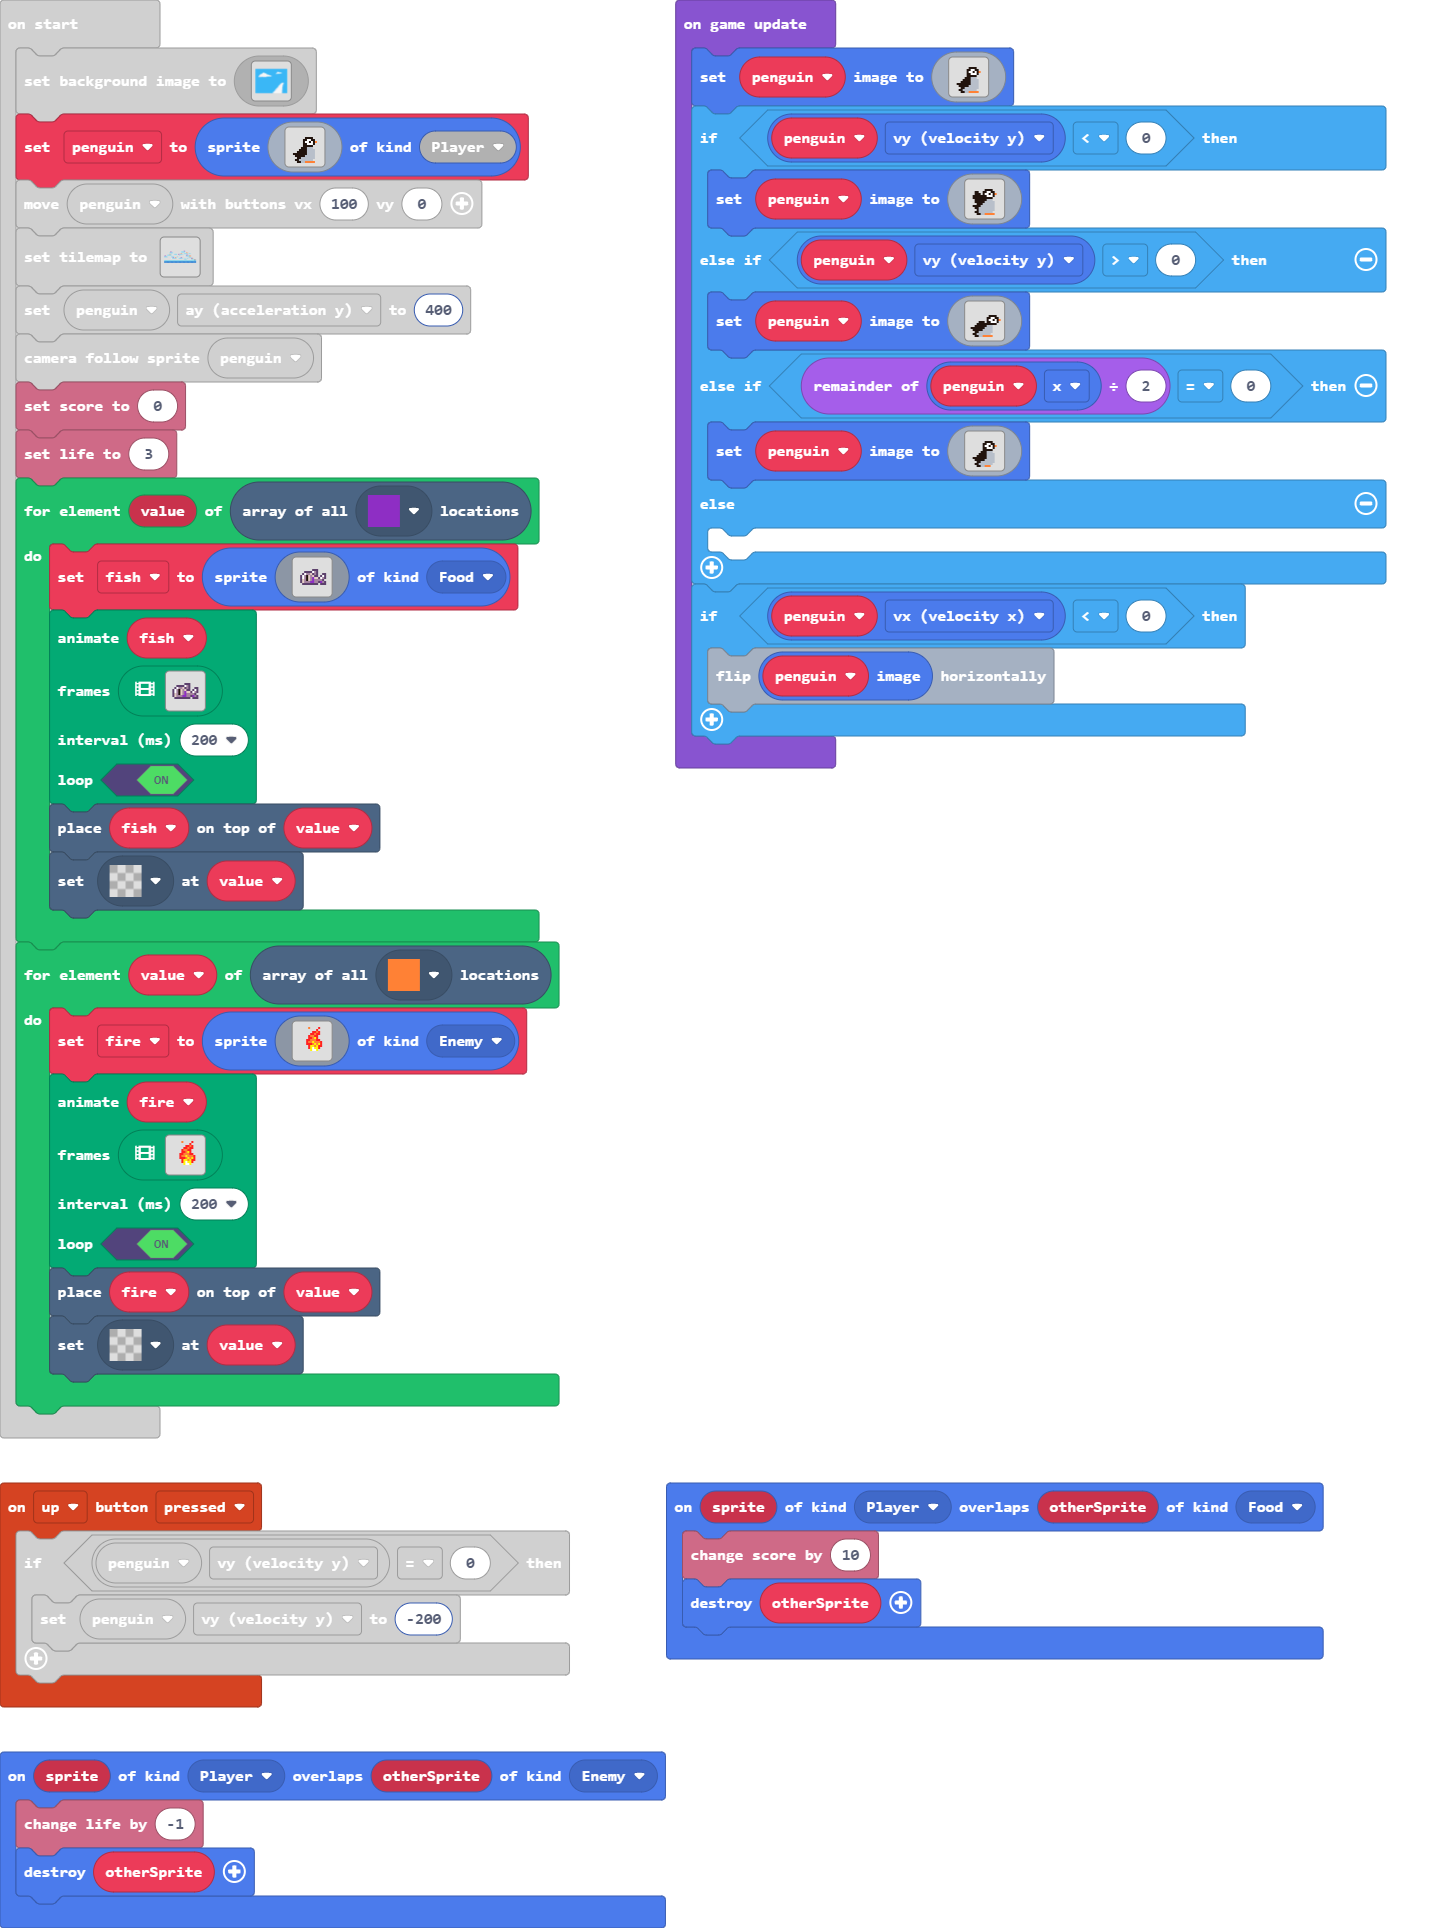 on start
set background image to
set penguin to sprite of kind Player
move penguin with buttons vx 100 vy 0
set tilemap to
set penguin ay (acceleration y) to 400
camera follow sprite penguin
set score to 0
set life to 3
for element value of array of all locations
do
set fish to sprite of kind Food
animate fish
frames
interval (ms) 200
loop ON
place fish on top of value
set at value
for element value of array of all locations
do
set fire to sprite of kind Enemy
animate fire
frames
interval (ms) 200
loop ON
place fire on top of value
set at value
on game update
set penguin image to
if penguin vy (velocity y) < 0 then
set penguin image to
else if penguin vy (velocity y) > 0 then
set penguin image to
else if remainder of penguin x ÷ 2 = 0 then
set penguin image to
else
if penguin vx (velocity x) < 0 then
flip penguin image horizontally
on up button pressed
if penguin vy (velocity y) = 0 then
set penguin vy (velocity y) to -200
on sprite of kind Player overlaps otherSprite of kind Food
change score by 10
destroy otherSprite
on sprite of kind Player overlaps otherSprite of kind Enemy
change life by -1
destroy otherSprite